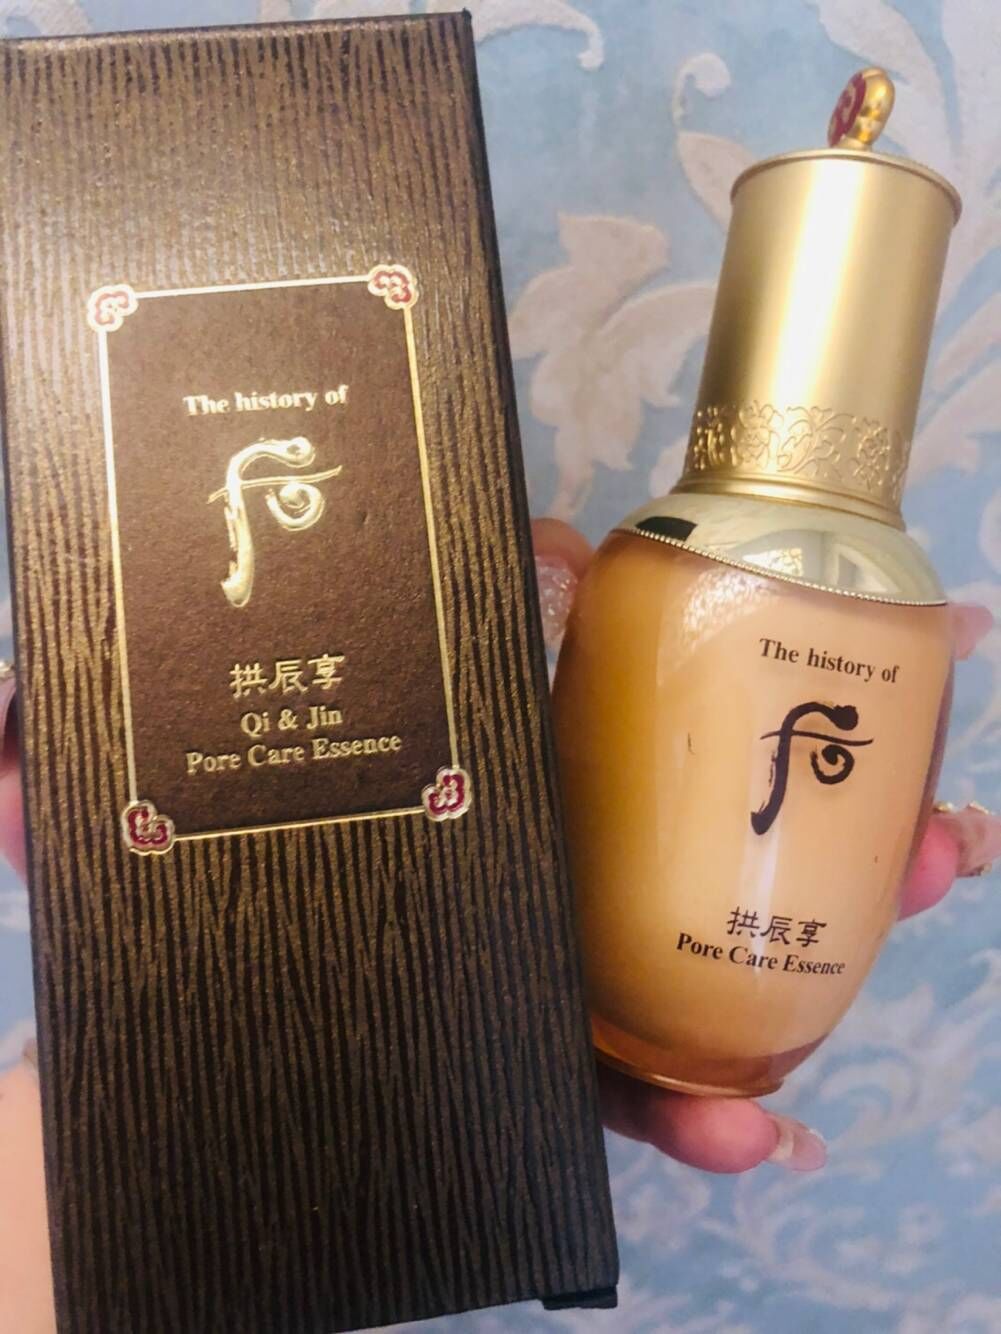 The history of
后
拱辰享
Qi & Jin
Pore Care Essence
The history of
后
拱辰享
Pore Care Essence